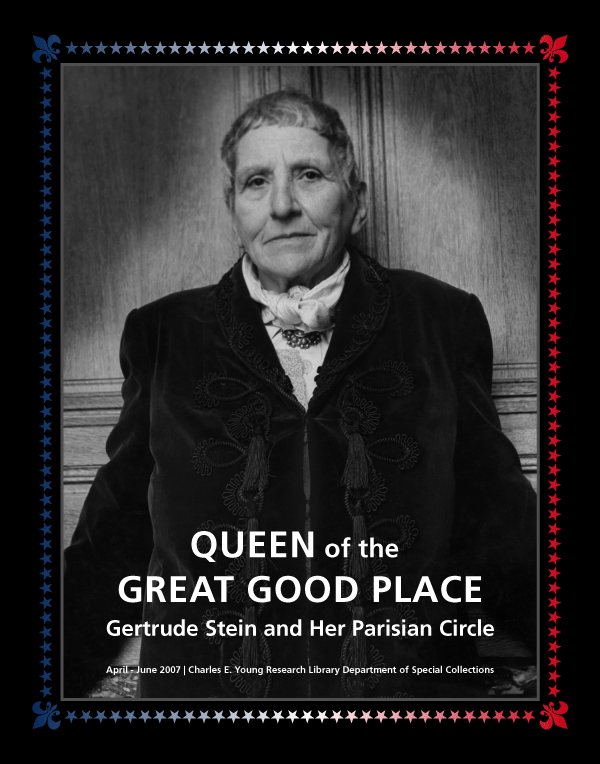 QUEEN of the
GREAT GOOD PLACE
Gertrude Stein and Her Parisian Circle
April - June 2007 | Charles E. Young Research Library Department of Special Collections